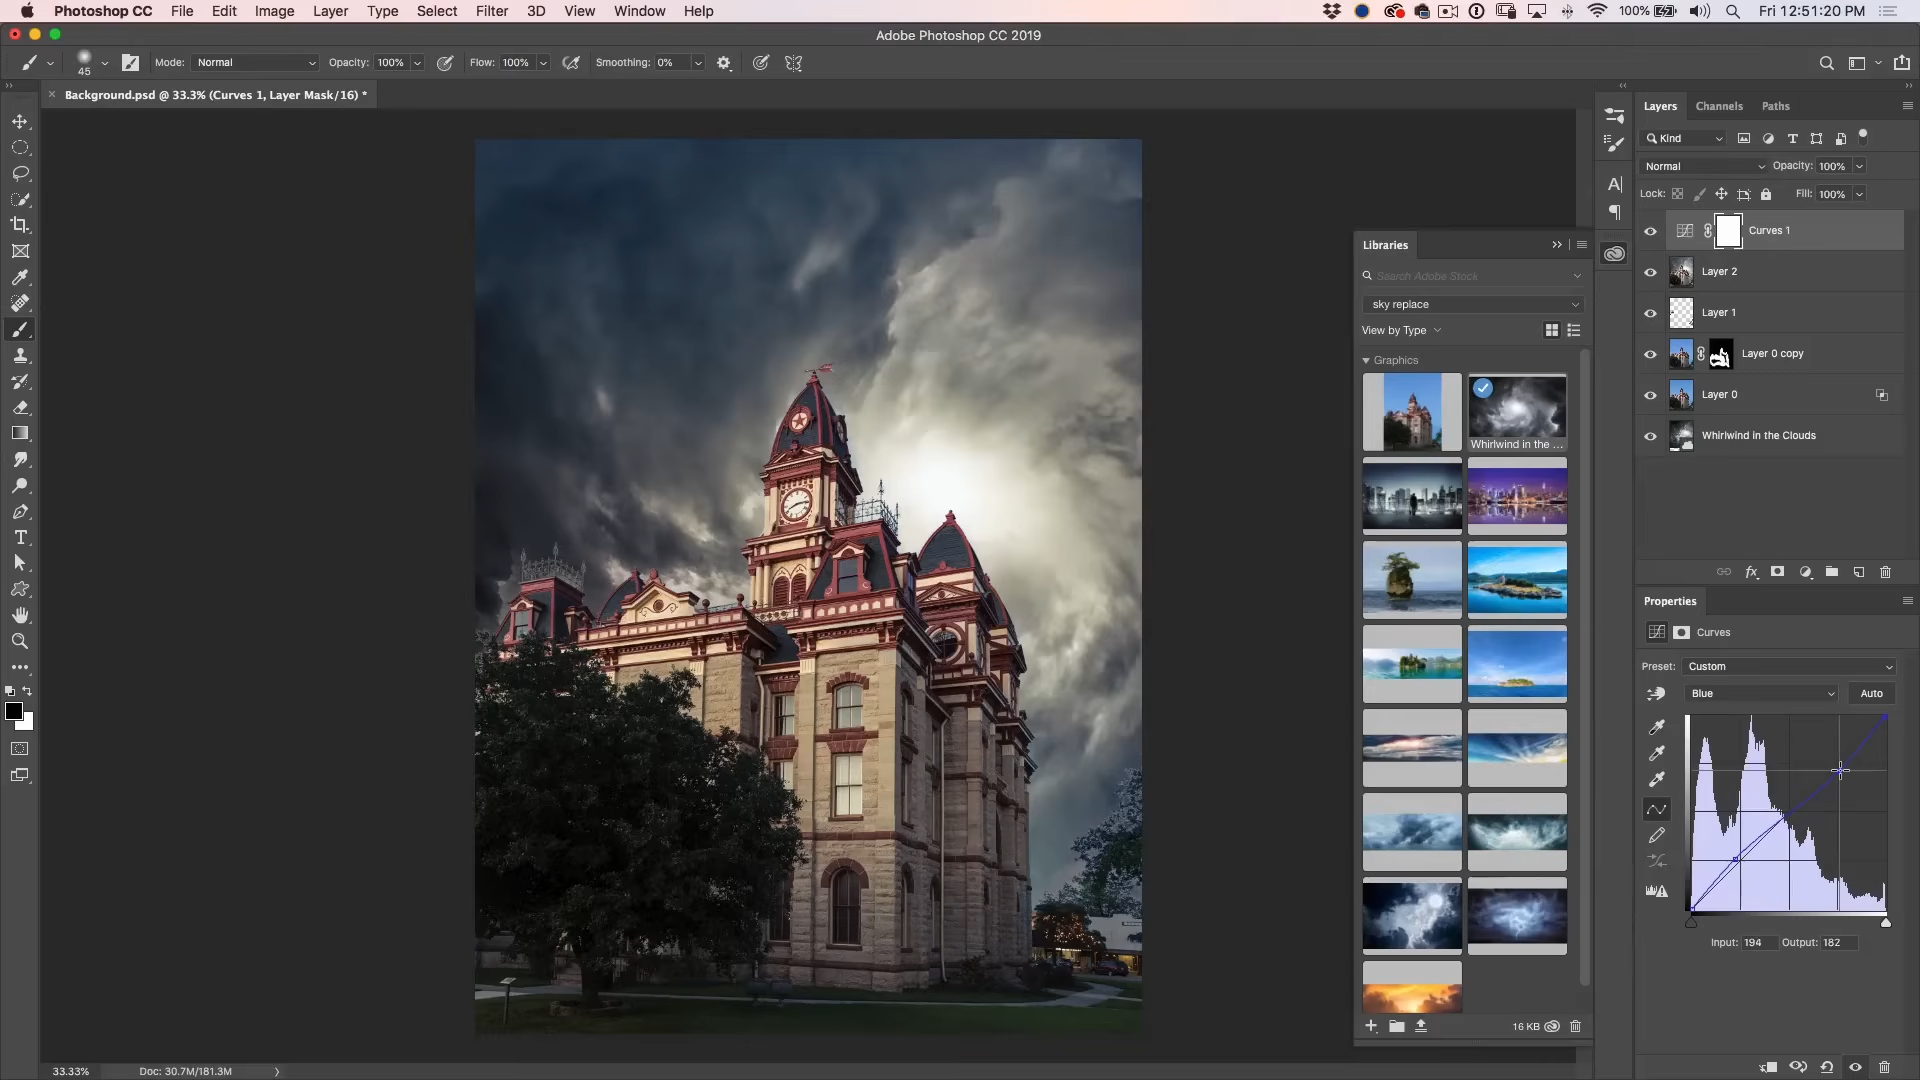 Photoshop CC File Edit Image Layer Type Select Filter 3D View Window Help 100% Fri 12:51:20 PM
Adobe Photoshop CC 2019
45 Mode: Normal Opacity: 100% Flow: 100% Smoothing: 0%
Background.psd @ 33.3% (Curves 1, Layer Mask/16) *
Layers Channels Paths
Kind
Normal Opacity: 100%
Lock: Fill: 100%
Curves 1
Layer 2
Layer 1
Layer 0 copy
Layer 0
Whirlwind in the Clouds
Libraries
Search Adobe Stock
sky replace
View by Type
Graphics
Whirlwind in the ...
16 KB
Properties
Curves
Preset: Custom
Blue Auto
Input: 194 Output: 182
33.33% Doc: 30.7M/181.3M